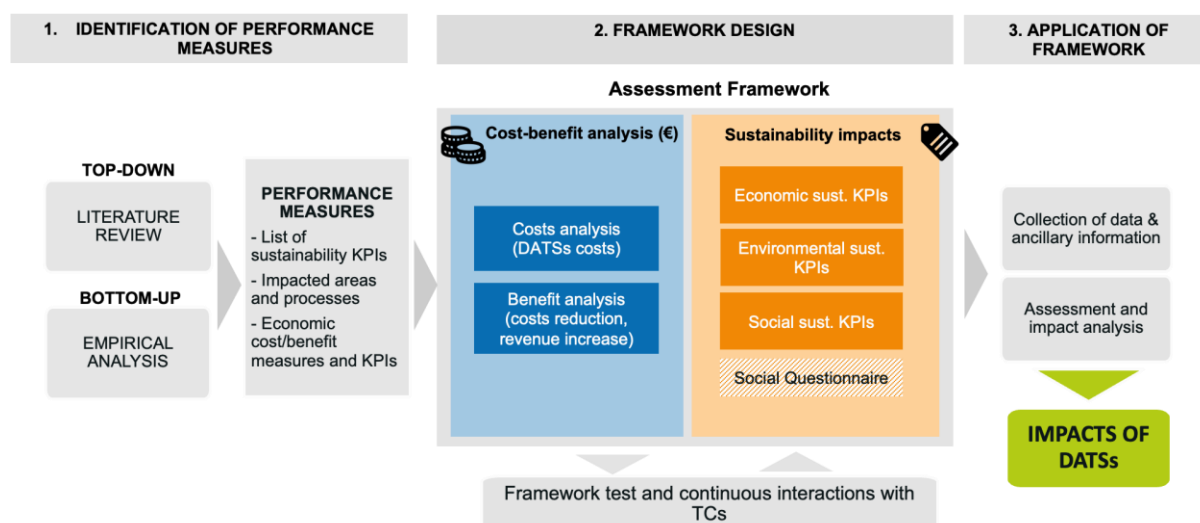 1. IDENTIFICATION OF PERFORMANCE
MEASURES
2. FRAMEWORK DESIGN
3. APPLICATION OF
FRAMEWORK
TOP-DOWN
LITERATURE
REVIEW
BOTTOM-UP
EMPIRICAL
ANALYSIS
PERFORMANCE
MEASURES
- List of
sustainability KPIs
- Impacted areas
and processes
- Economic
cost/benefit
measures and KPIs
Assessment Framework
Cost-benefit analysis (€)
Costs analysis
(DATSs costs)
Benefit analysis
(costs reduction,
revenue increase)
Sustainability impacts
Economic sust. KPIs
Environmental sust.
KPIs
Social sust. KPIs
Social Questionnaire
Framework test and continuous interactions with
TCs
Collection of data &
ancillary information
Assessment and
impact analysis
IMPACTS OF
DATSs